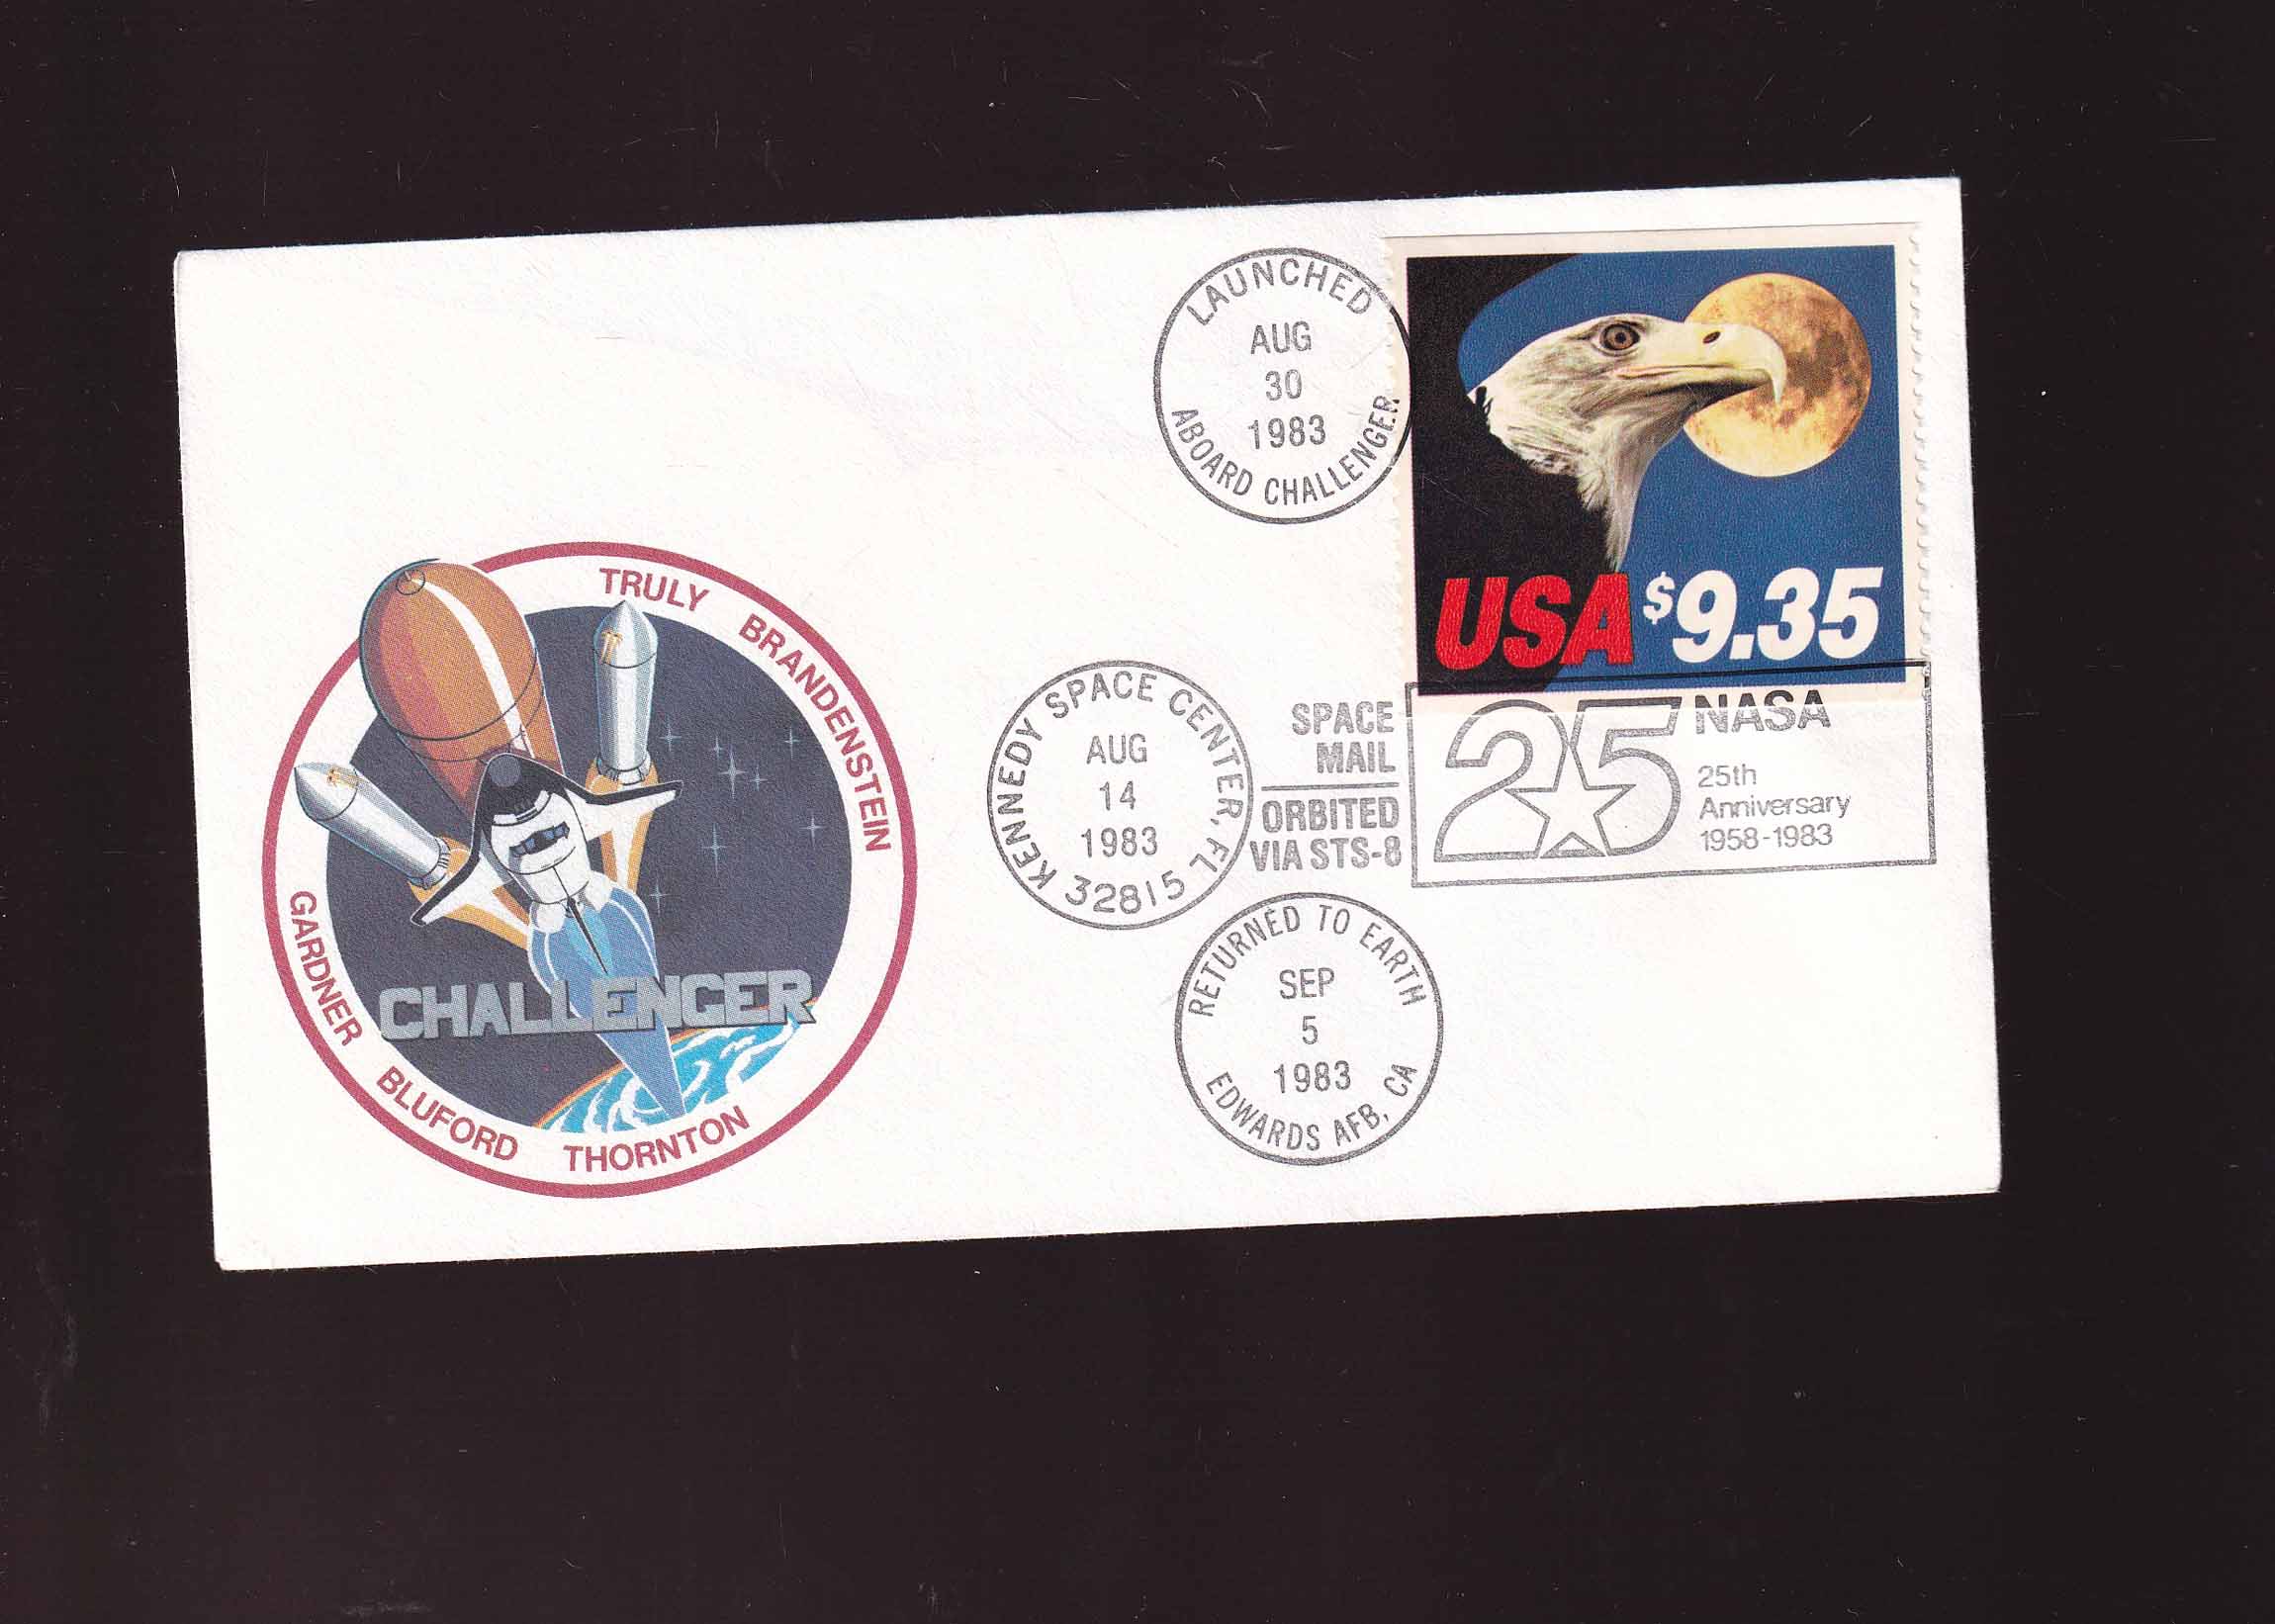 LAUNCHED
AUG
30
1983
ABOARD CHALLENGER
USA $9.35
TRULY BRANDENSTEIN
GARDNER BLUFORD THORNTON
CHALLENGER
KENNEDY SPACE CENTER, FL
AUG
14
1983
32815
SPACE
MAIL
ORBITED
VIA STS-8
25
NASA
25th
Anniversary
1958-1983
RETURNED TO EARTH
SEP
5
1983
EDWARDS AFB, CA